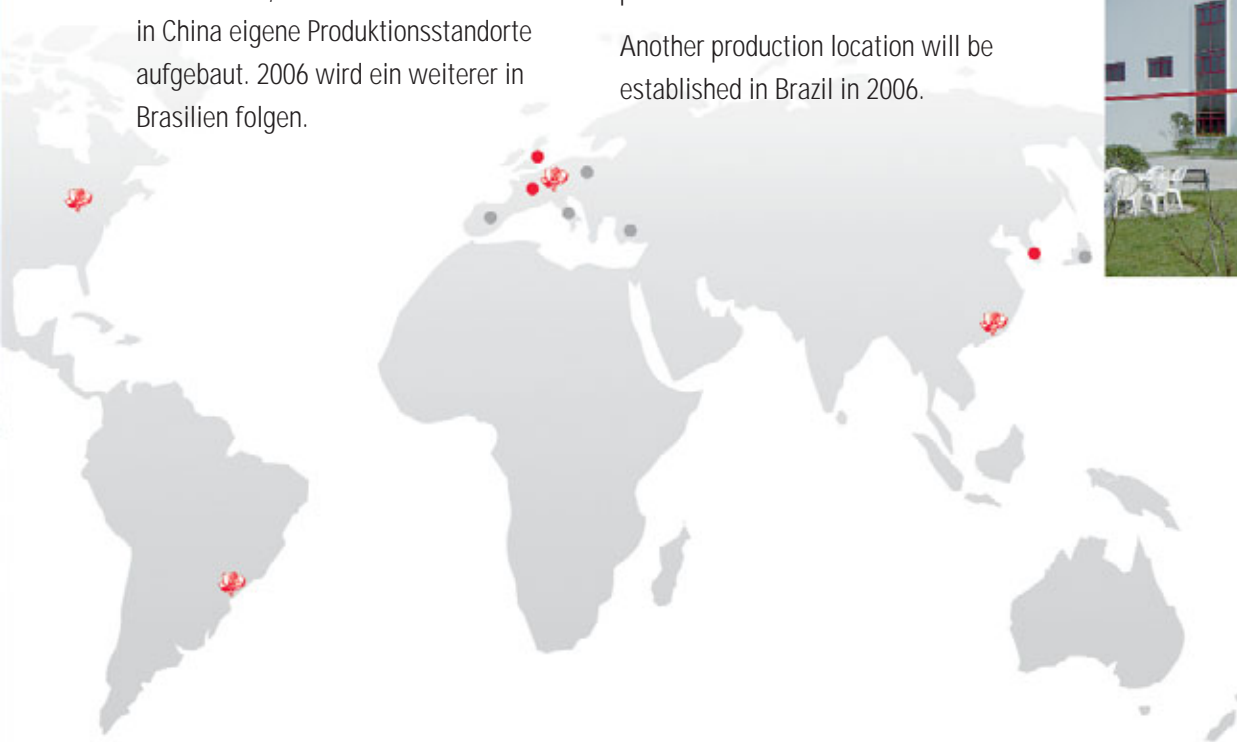 in China eigene Produktionsstandorte
aufgebaut. 2006 wird ein weiterer in
Brasilien folgen.
Another production location will be
established in Brazil in 2006.